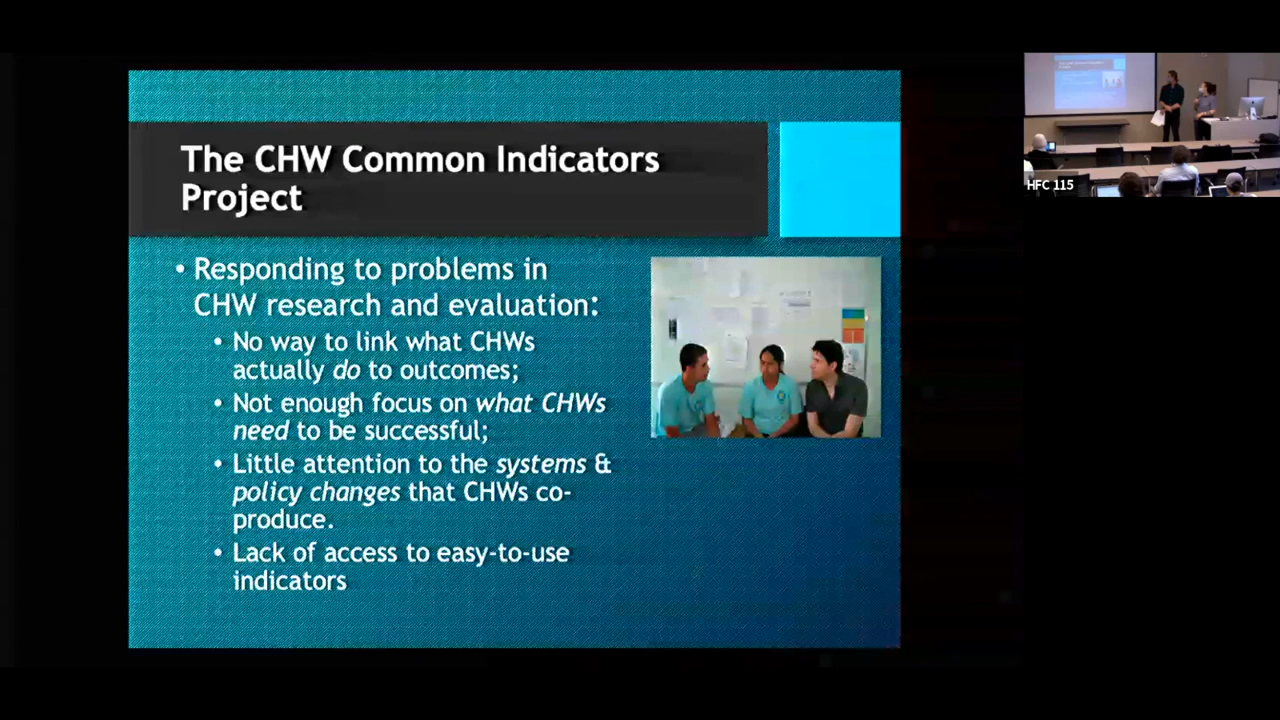 The CHW Common Indicators
Project
• Responding to problems in
CHW research and evaluation:
• No way to link what CHWs
actually do to outcomes;
• Not enough focus on what CHWs
need to be successful;
• Little attention to the systems &
policy changes that CHWs co-
produce.
• Lack of access to easy-to-use
indicators
HFC 115